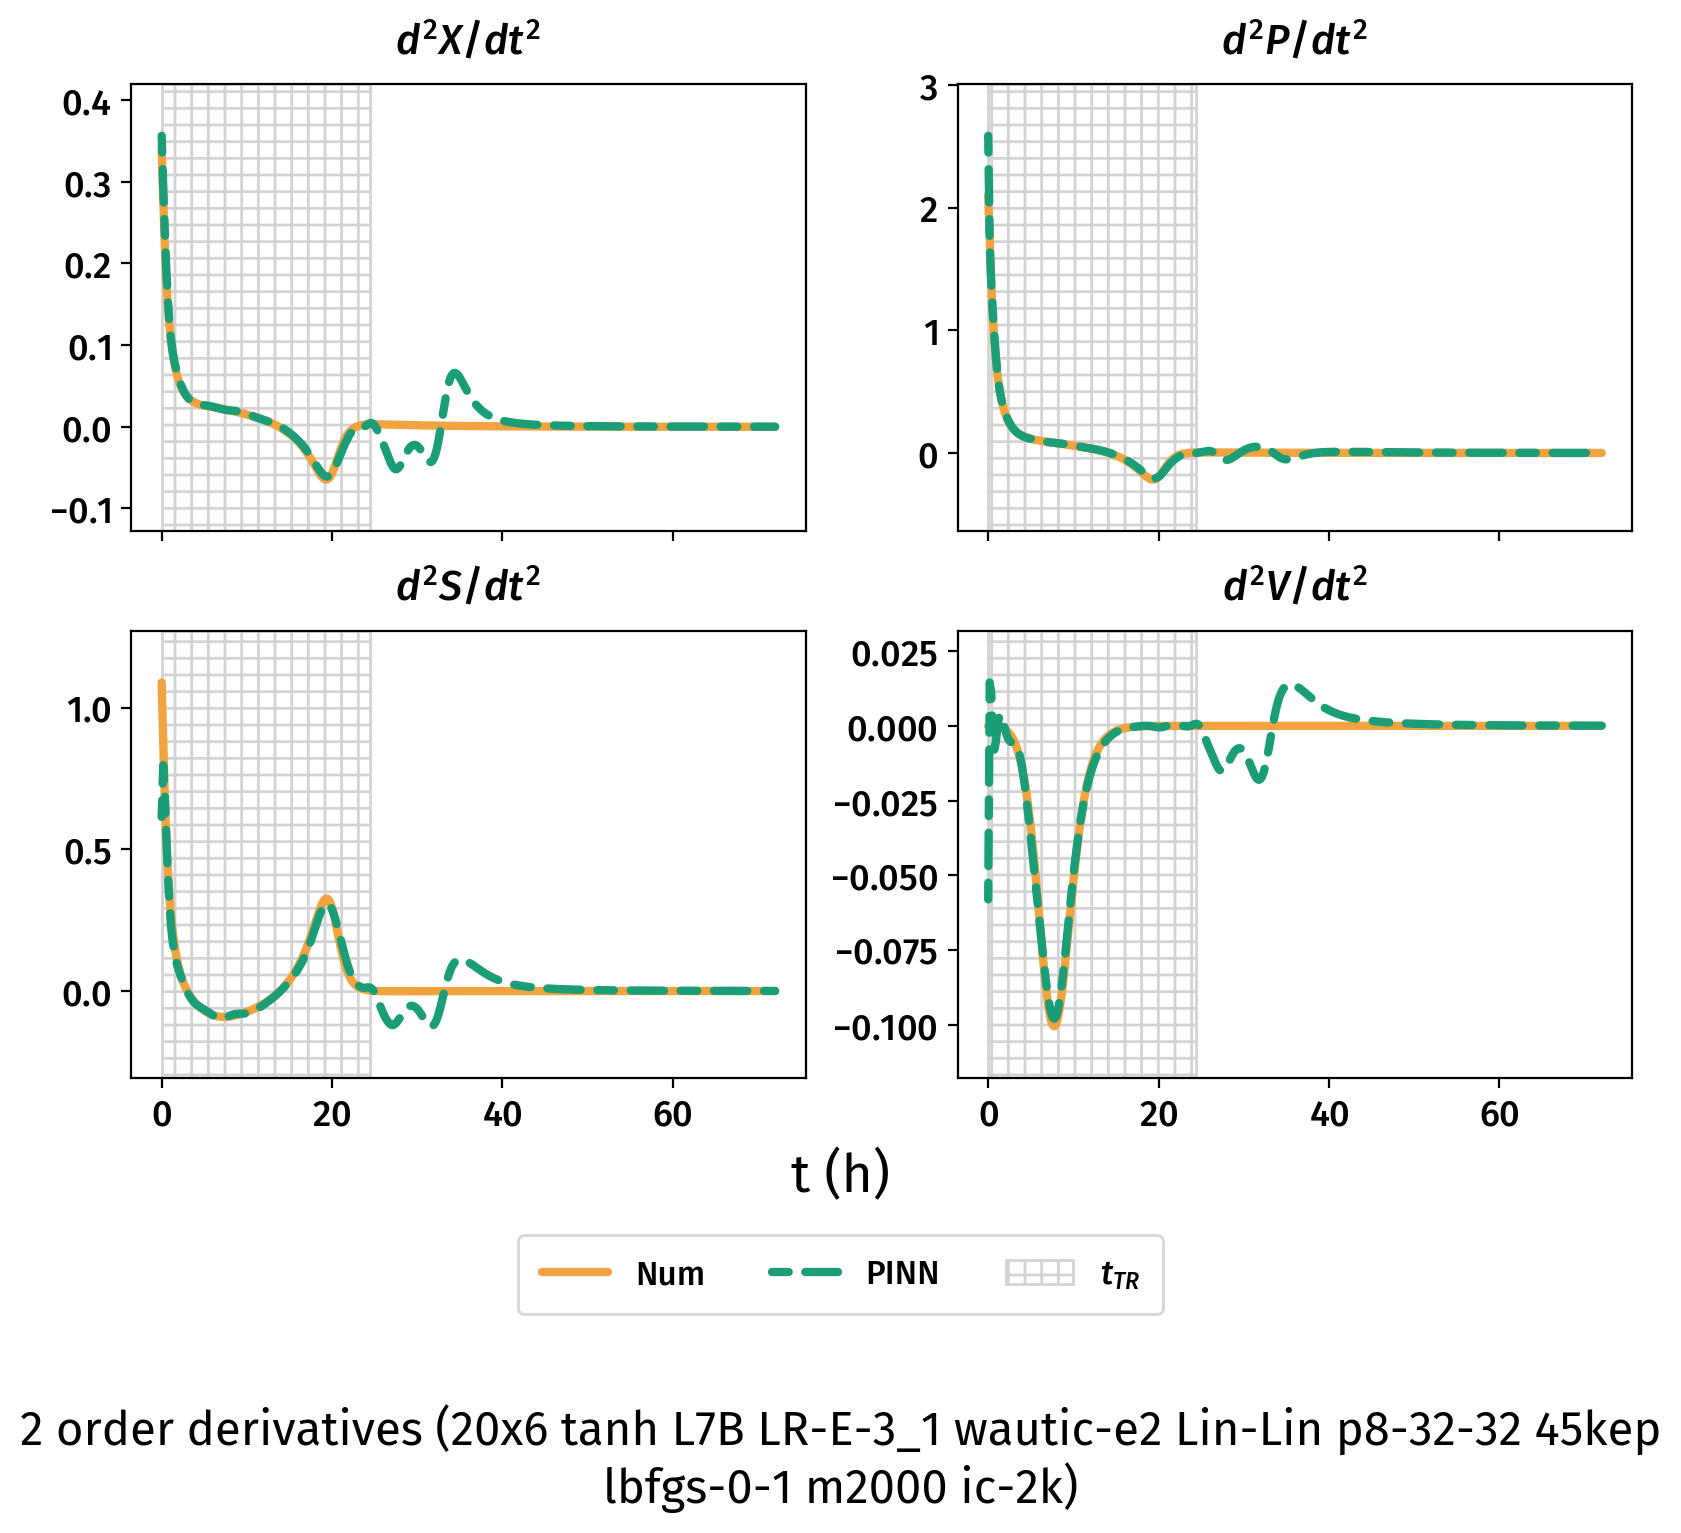 d²X/dt²
d²P/dt²
0.4
0.3
0.2
0.1
0.0
−0.1
3
2
1
0
d²S/dt²
d²V/dt²
1.0
0.5
0.0
0.025
0.000
−0.025
−0.050
−0.075
−0.100
0 20 40 60
0 20 40 60
t (h)
Num PINN t_TR
2 order derivatives (20x6 tanh L7B LR-E-3_1 wautic-e2 Lin-Lin p8-32-32 45kep
lbfgs-0-1 m2000 ic-2k)